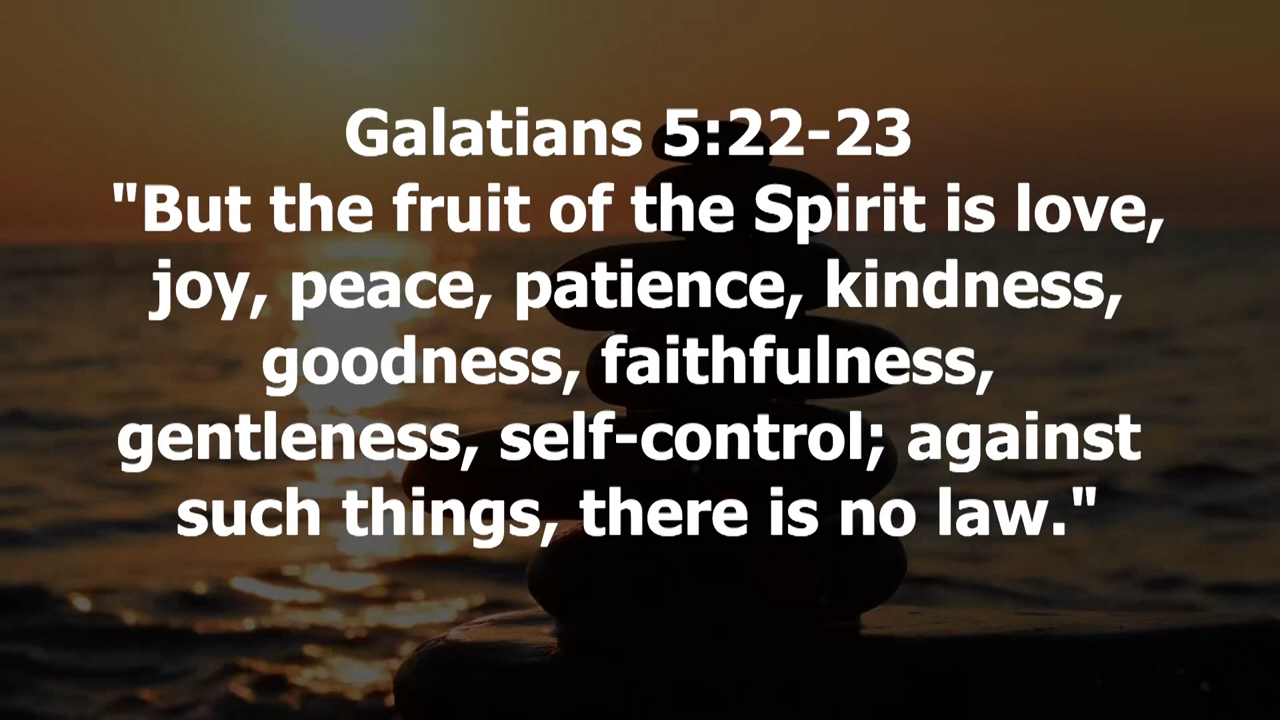 Galatians 5:22-23
"But the fruit of the Spirit is love,
joy, peace, patience, kindness,
goodness, faithfulness,
gentleness, self-control; against
such things, there is no law."